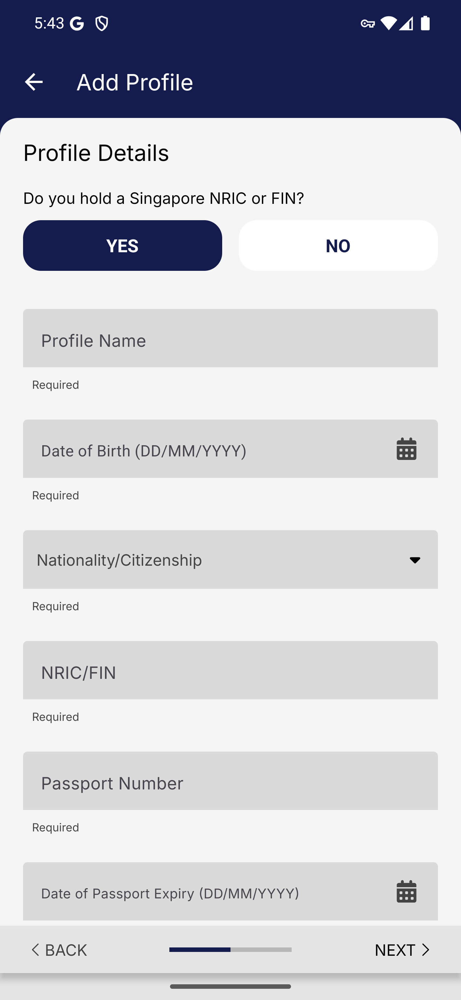 5:43
Add Profile
Profile Details
Do you hold a Singapore NRIC or FIN?
YES
NO
Profile Name
Required
Date of Birth (DD/MM/YYYY)
Required
Nationality/Citizenship
Required
NRIC/FIN
Required
Passport Number
Required
Date of Passport Expiry (DD/MM/YYYY)
BACK
NEXT